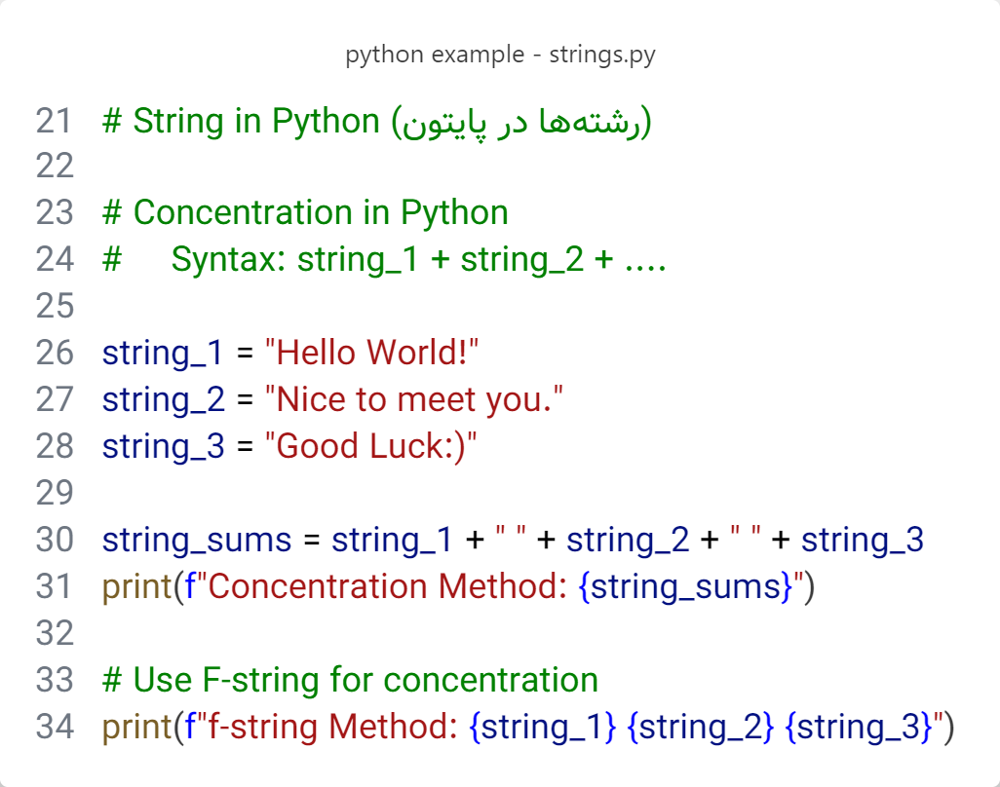 python example - strings.py
21 # String in Python (رشته‌ها در پایتون)
22
23 # Concentration in Python
24 #     Syntax: string_1 + string_2 + ....
25
26 string_1 = "Hello World!"
27 string_2 = "Nice to meet you."
28 string_3 = "Good Luck:)"
29
30 string_sums = string_1 + " " + string_2 + " " + string_3
31 print(f"Concentration Method: {string_sums}")
32
33 # Use F-string for concentration
34 print(f"f-string Method: {string_1} {string_2} {string_3}")